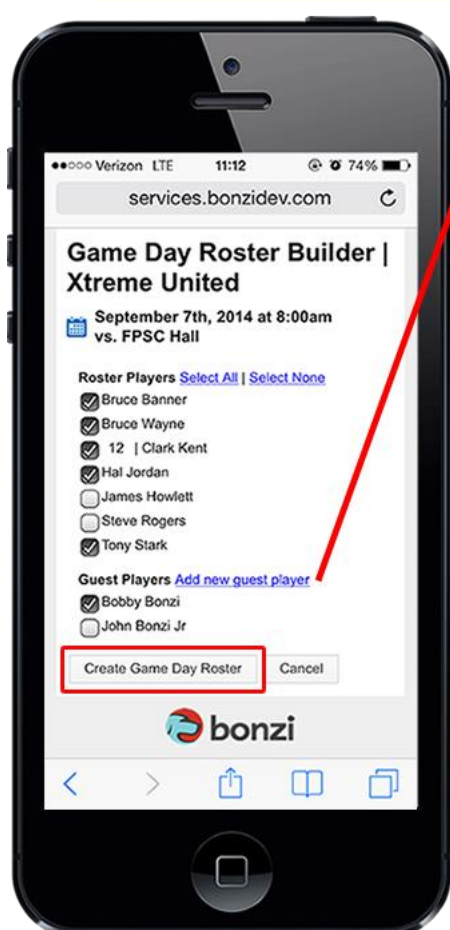 Verizon LTE 11:12 74%
services.bonzidev.com
Game Day Roster Builder |
Xtreme United
September 7th, 2014 at 8:00am
vs. FPSC Hall
Roster Players Select All | Select None
Bruce Banner
Bruce Wayne
12 | Clark Kent
Hal Jordan
James Howlett
Steve Rogers
Tony Stark
Guest Players Add new guest player
Bobby Bonzi
John Bonzi Jr
Create Game Day Roster Cancel
bonzi